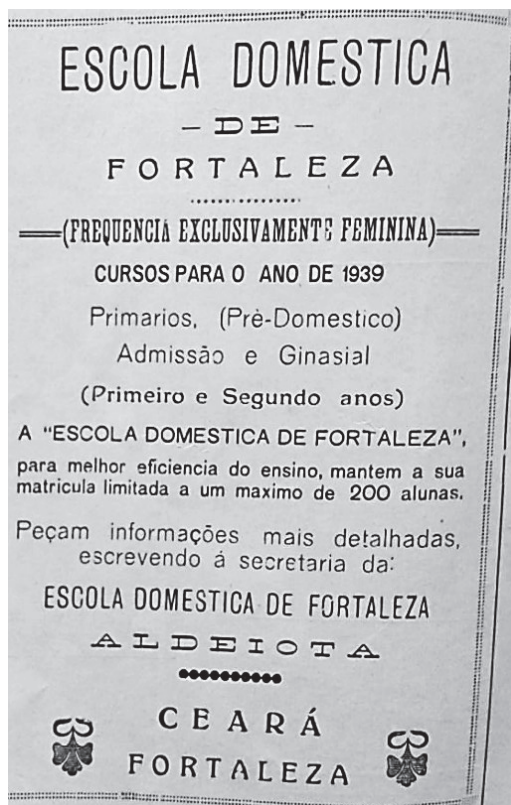 ESCOLA DOMESTICA
- DE -
FORTALEZA
(FREQUENCIA EXCLUSIVAMENTE FEMININA)
CURSOS PARA O ANO DE 1939
Primarios, (Pré-Domestico)
Admissão e Ginasial
(Primeiro e Segundo anos)
A "ESCOLA DOMESTICA DE FORTALEZA",
para melhor eficiencia do ensino, mantem a sua
matricula limitada a um maximo de 200 alunas.
Peçam informações mais detalhadas,
escrevendo á secretaria da:
ESCOLA DOMESTICA DE FORTALEZA
ALDEIOTA
CEARÁ
FORTALEZA